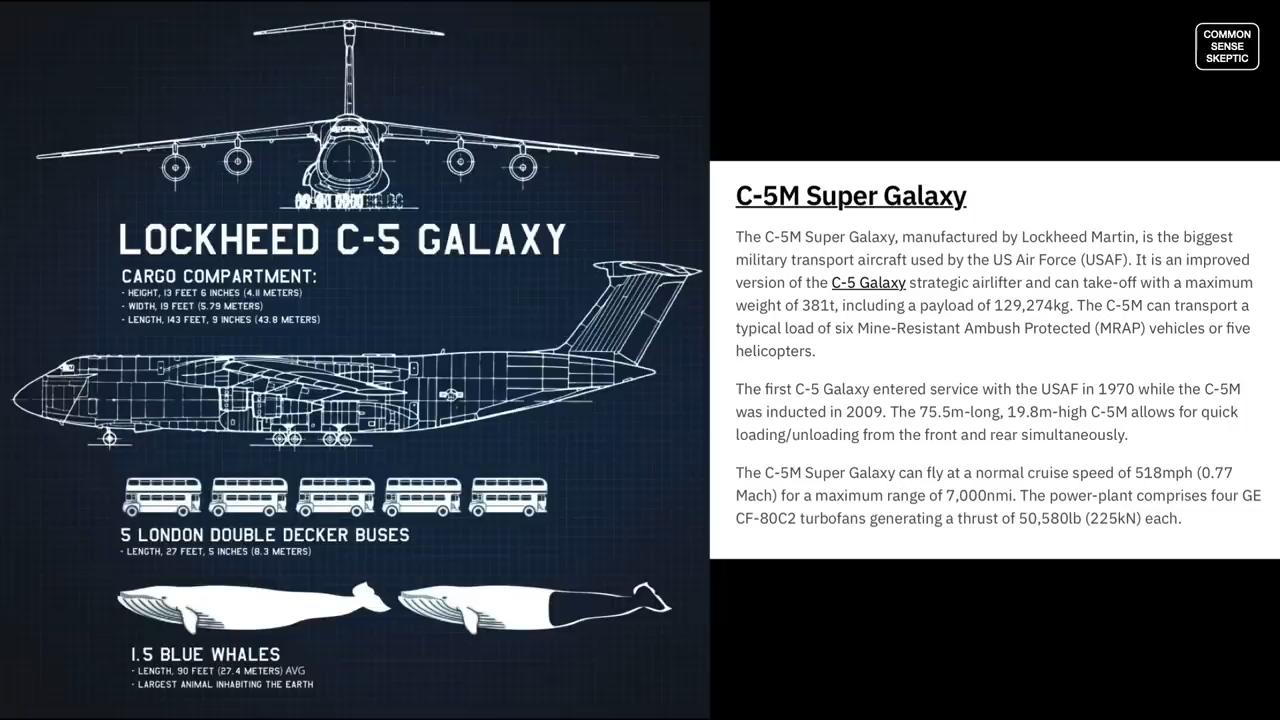 COMMON
SENSE
SKEPTIC
LOCKHEED C-5 GALAXY
CARGO COMPARTMENT:
- HEIGHT, 13 FEET 6 INCHES (4.11 METERS)
- WIDTH, 19 FEET (5.79 METERS)
- LENGTH, 143 FEET, 9 INCHES (43.8 METERS)
5 LONDON DOUBLE DECKER BUSES
- LENGTH, 27 FEET, 5 INCHES (8.3 METERS)
1.5 BLUE WHALES
- LENGTH, 90 FEET (27.4 METERS) AVG
- LARGEST ANIMAL INHABITING THE EARTH
C-5M Super Galaxy
The C-5M Super Galaxy, manufactured by Lockheed Martin, is the biggest
military transport aircraft used by the US Air Force (USAF). It is an improved
version of the C-5 Galaxy strategic airlifter and can take-off with a maximum
weight of 381t, including a payload of 129,274kg. The C-5M can transport a
typical load of six Mine-Resistant Ambush Protected (MRAP) vehicles or five
helicopters.
The first C-5 Galaxy entered service with the USAF in 1970 while the C-5M
was inducted in 2009. The 75.5m-long, 19.8m-high C-5M allows for quick
loading/unloading from the front and rear simultaneously.
The C-5M Super Galaxy can fly at a normal cruise speed of 518mph (0.77
Mach) for a maximum range of 7,000nmi. The power-plant comprises four GE
CF-80C2 turbofans generating a thrust of 50,580lb (225kN) each.